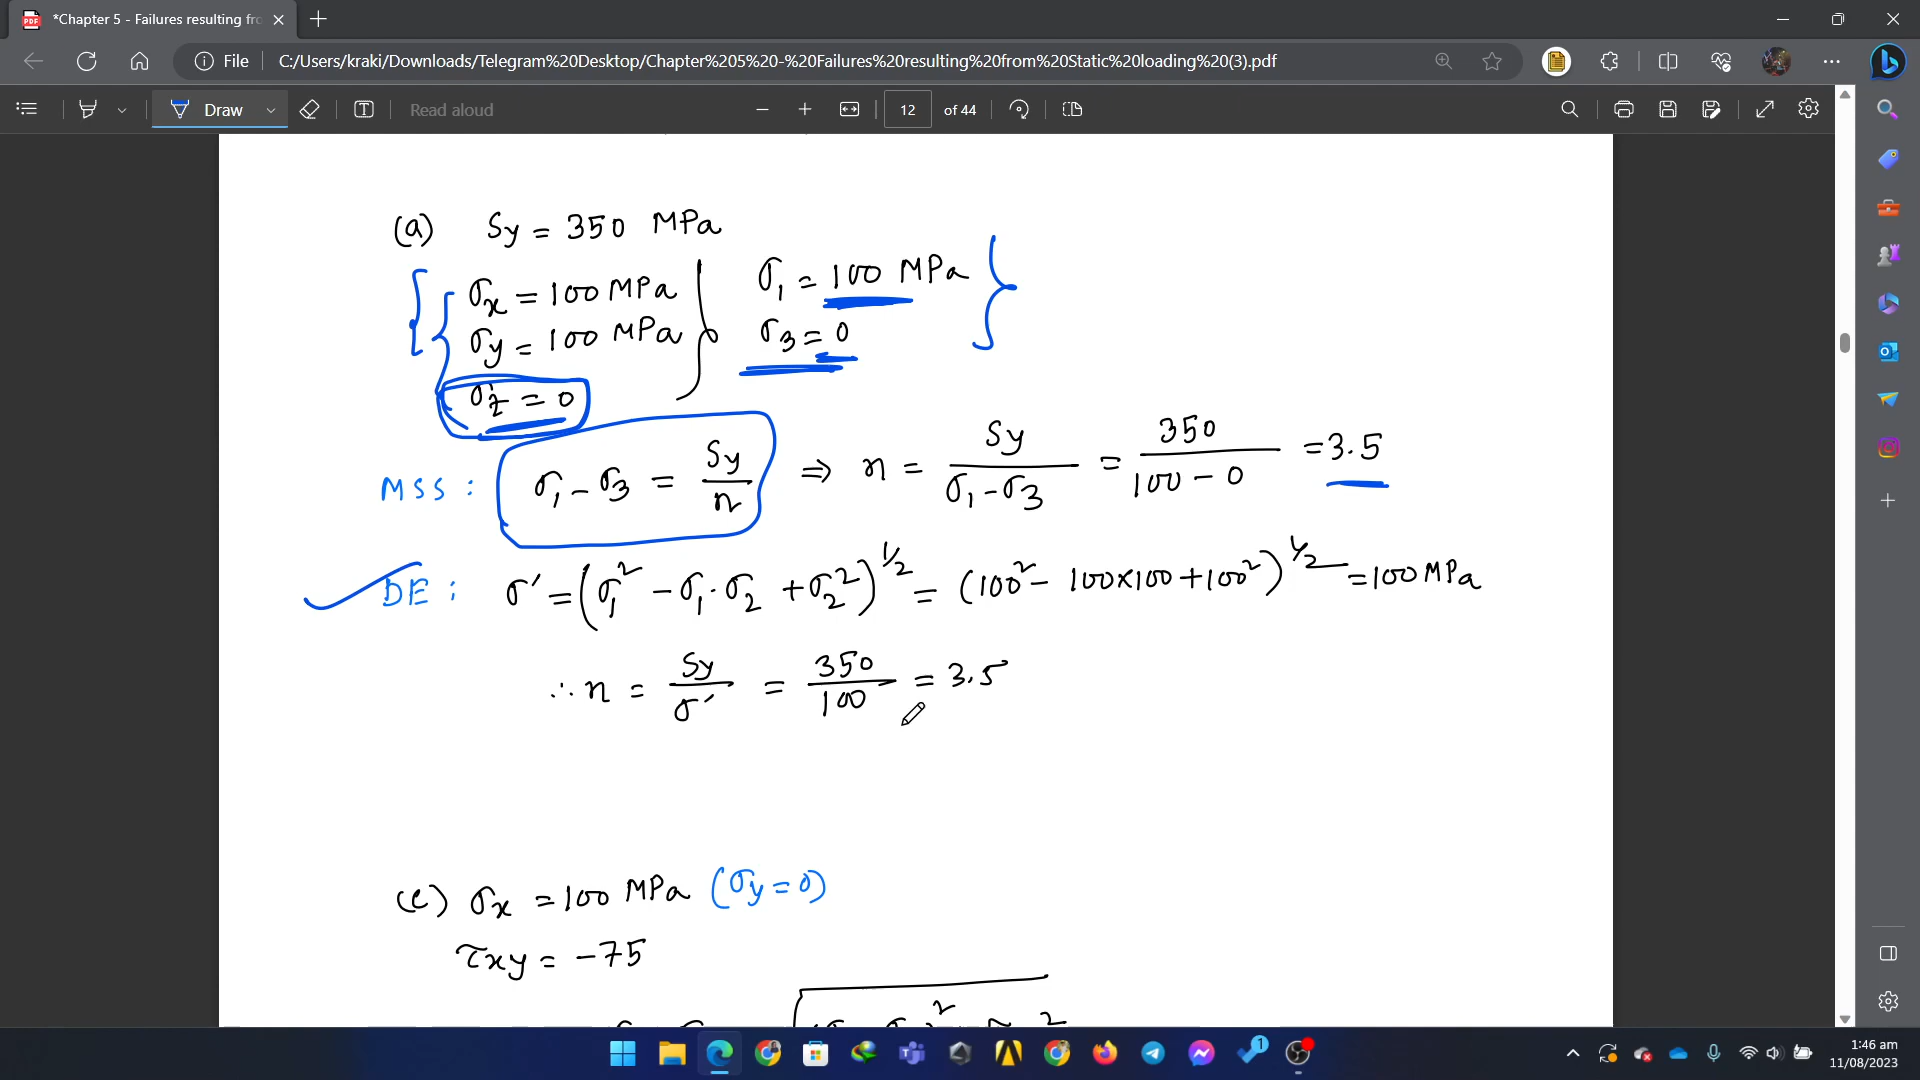 *Chapter 5 - Failures resulting fro
File C:/Users/kraki/Downloads/Telegram%20Desktop/Chapter%205%20-%20Failures%20resulting%20from%20Static%20loading%20(3).pdf
Draw Read aloud 12 of 44
(a) Sy = 350 MPa
σx = 100 MPa σ1 = 100 MPa
σy = 100 MPa σ3 = 0
σz = 0
MSS : σ1 - σ3 = Sy/n ⇒ n = Sy/(σ1 - σ3) = 350/(100 - 0) = 3.5
DE : σ' = (σ1² - σ1·σ2 + σ2²)^1/2 = (100² - 100x100 + 100²)^1/2 = 100 MPa
∴ n = Sy/σ' = 350/100 = 3.5
(c) σx = 100 MPa (σy = 0)
τxy = -75
1
1:46 am
11/08/2023